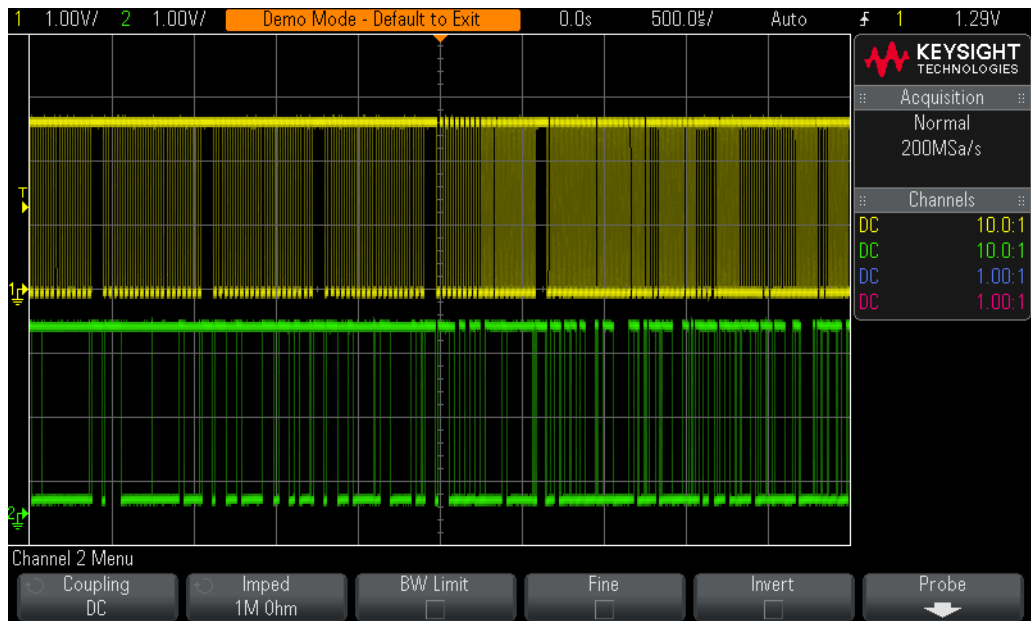 1 1.00V/ 2 1.00V/ Demo Mode - Default to Exit 0.0s 500.0㎲/ Auto 1 1.29V
KEYSIGHT
TECHNOLOGIES
Acquisition
Normal
200MSa/s
Channels
DC 10.0:1
DC 10.0:1
DC 1.00:1
DC 1.00:1
T
1
2
Channel 2 Menu
Coupling Imped BW Limit Fine Invert Probe
DC 1M Ohm